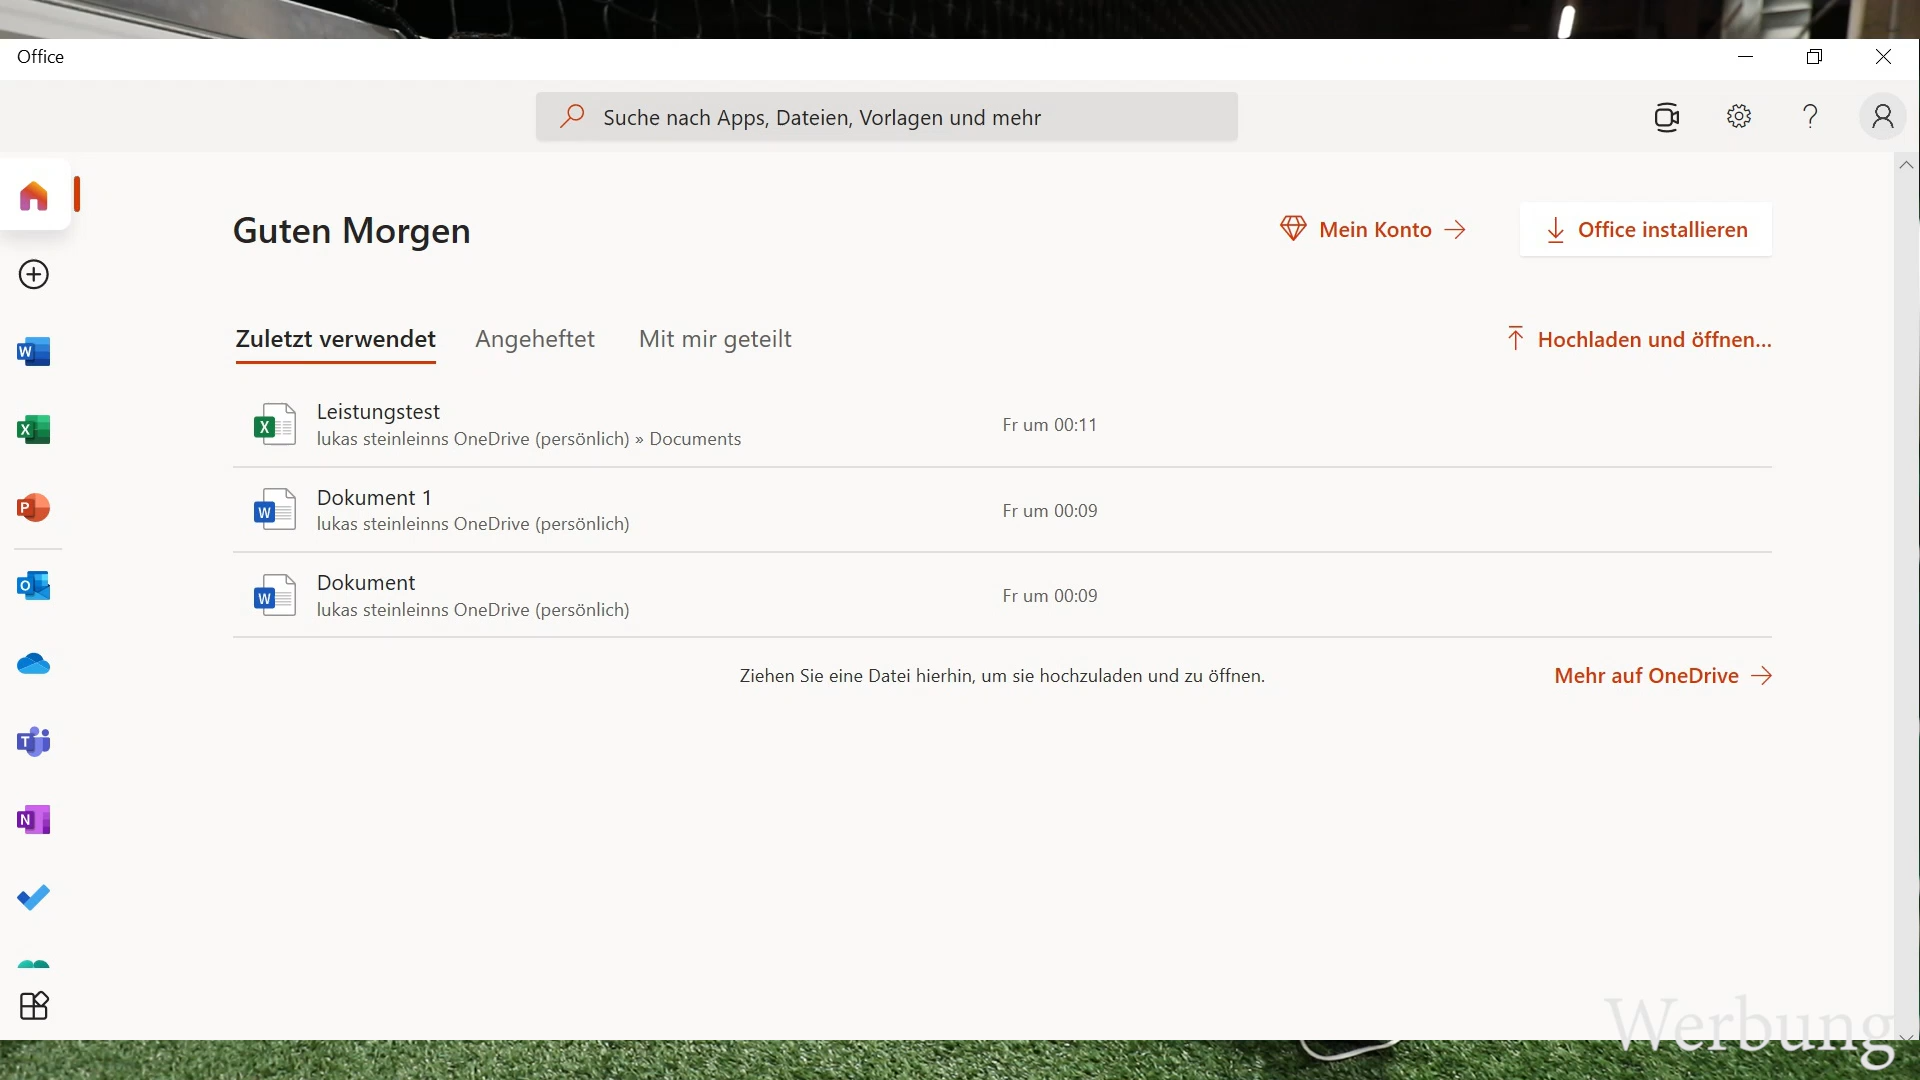 Office
Suche nach Apps, Dateien, Vorlagen und mehr
Guten Morgen
Mein Konto
Office installieren
Zuletzt verwendet
Angeheftet
Mit mir geteilt
Hochladen und öffnen...
Leistungstest
lukas steinleinns OneDrive (persönlich) » Documents
Fr um 00:11
Dokument 1
lukas steinleinns OneDrive (persönlich)
Fr um 00:09
Dokument
lukas steinleinns OneDrive (persönlich)
Fr um 00:09
Ziehen Sie eine Datei hierhin, um sie hochzuladen und zu öffnen.
Mehr auf OneDrive
Werbung